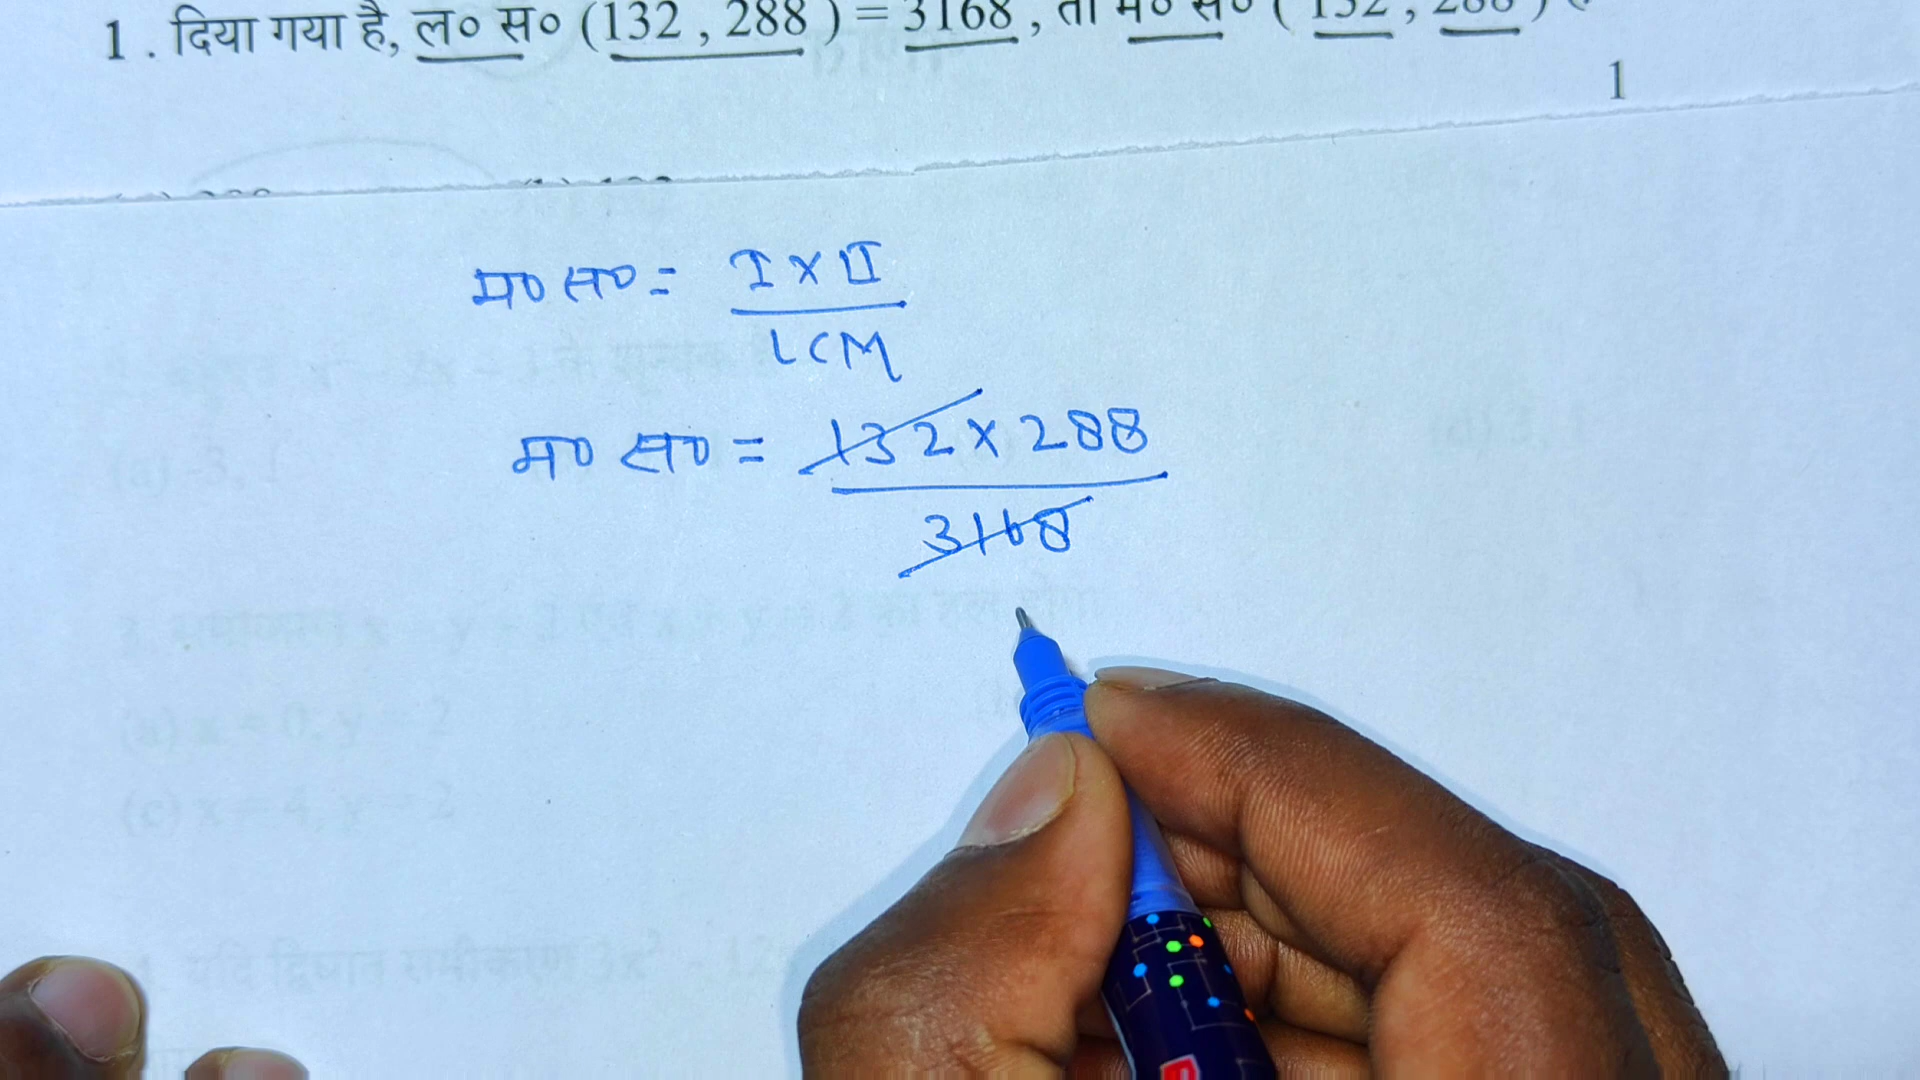 1 . दिया गया है, ल० स० (132 , 288 ) = 3168 , तो म० स० ( 132 , 288 )
1
म० स० = I × II
LCM
म० स० = 132 × 288
3168